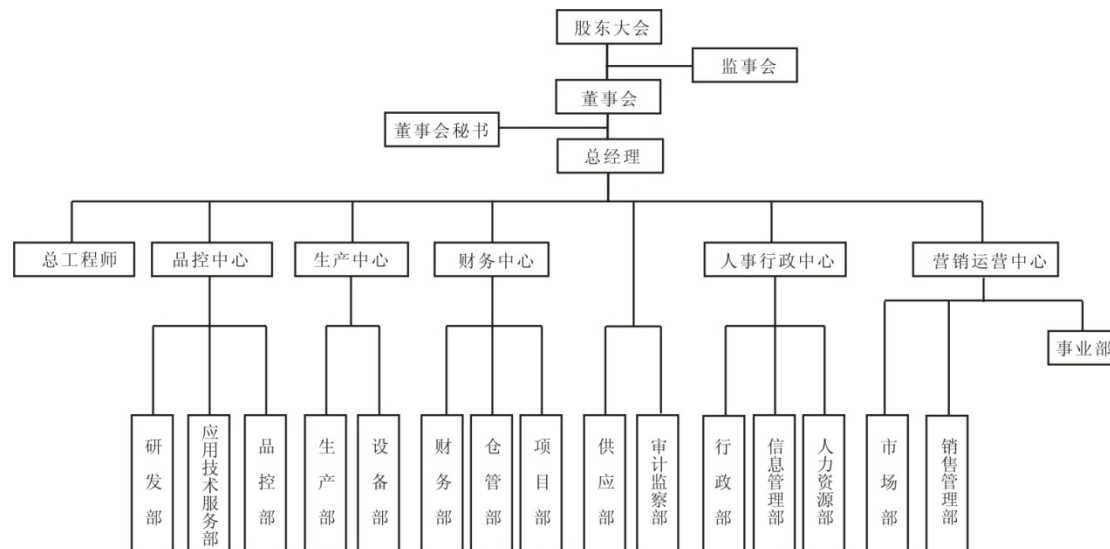 股东大会
监事会
董事会
董事会秘书
总经理
总工程师
品控中心
生产中心
财务中心
人事行政中心
营销运营中心
事业部
研发部
应用技术服务部
品控部
生产部
设备部
财务部
仓管部
项目部
供应部
审计监察部
行政部
信息管理部
人力资源部
市场部
销售管理部